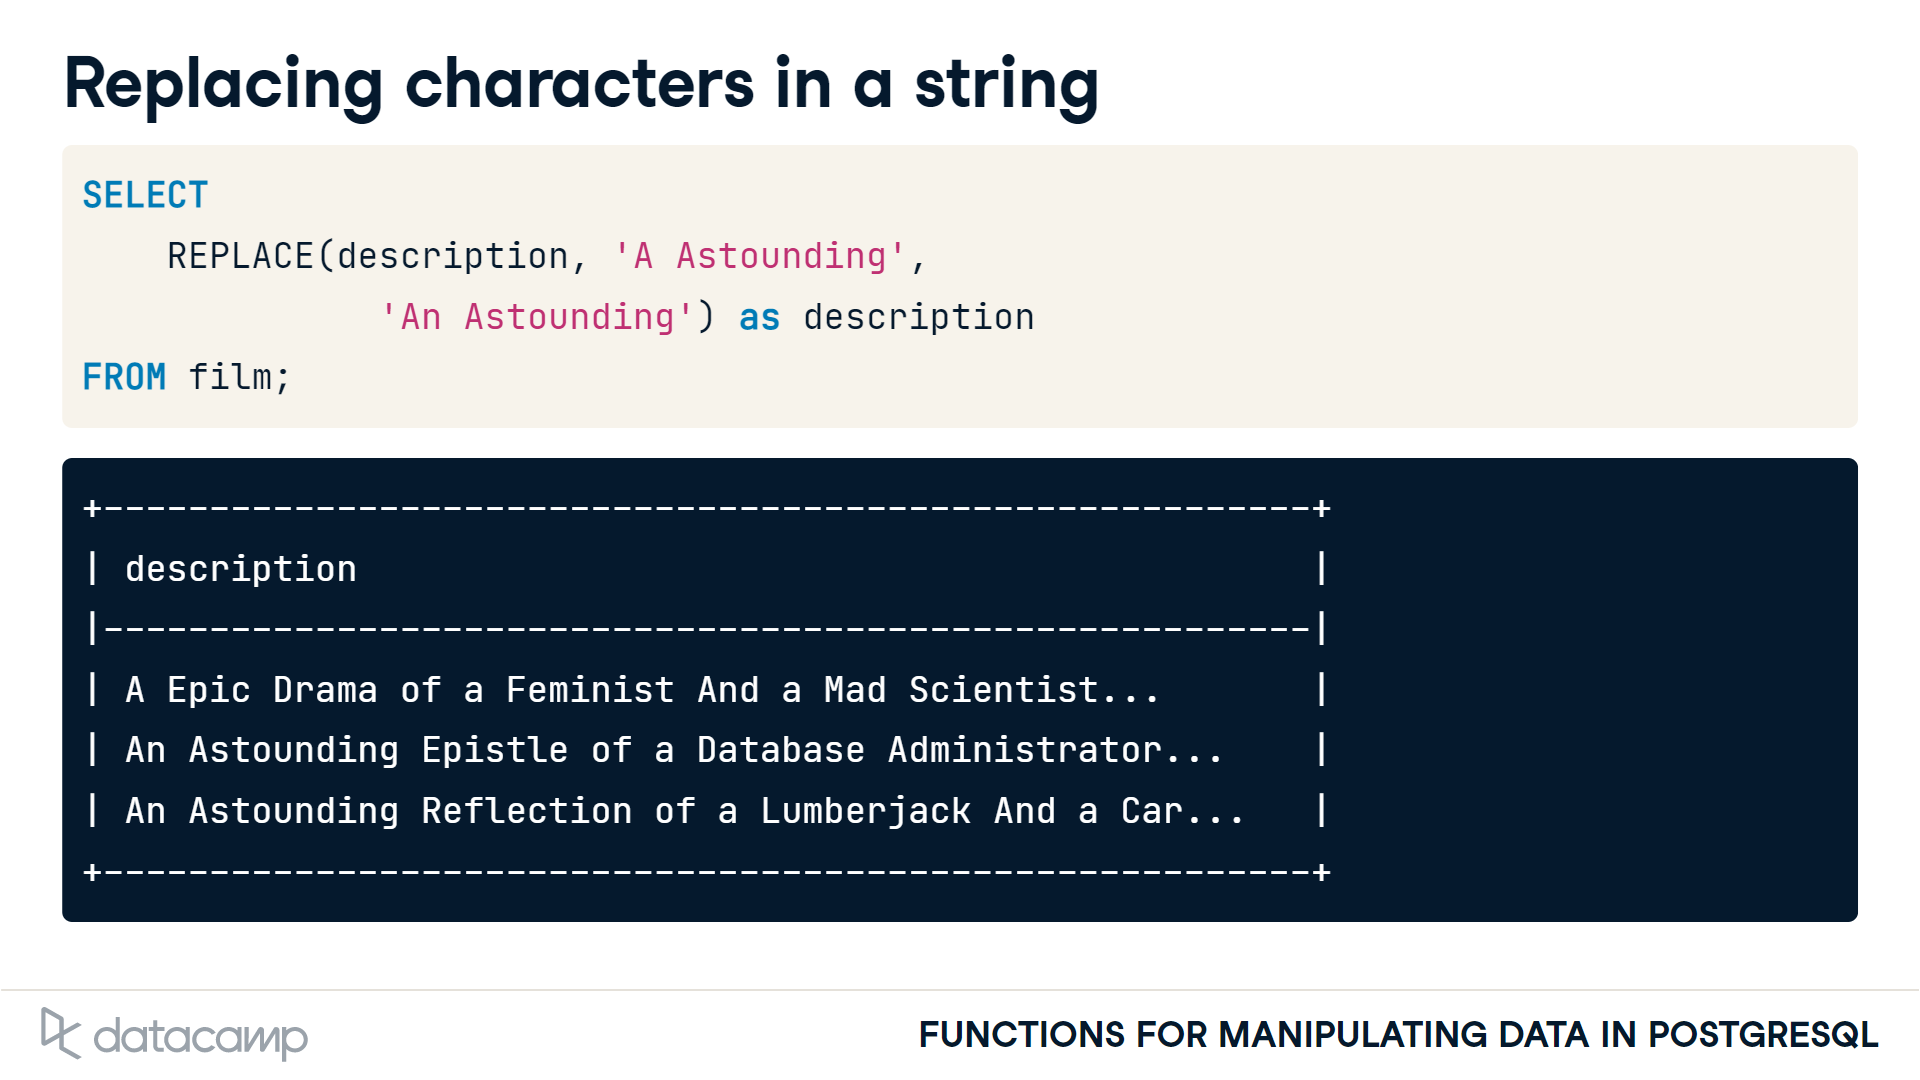 Replacing characters in a string
SELECT
    REPLACE(description, 'A Astounding',
              'An Astounding') as description
FROM film;
+---------------------------------------------------------+
| description                                             |
|---------------------------------------------------------|
| A Epic Drama of a Feminist And a Mad Scientist...       |
| An Astounding Epistle of a Database Administrator...    |
| An Astounding Reflection of a Lumberjack And a Car...   |
+---------------------------------------------------------+
datacamp
FUNCTIONS FOR MANIPULATING DATA IN POSTGRESQL